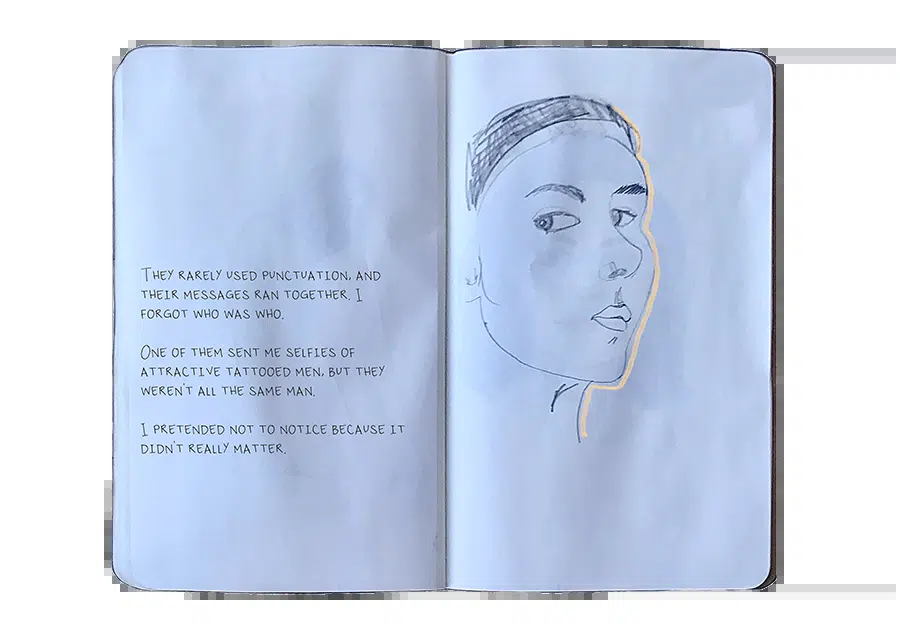 THEY RARELY USED PUNCTUATION, AND
THEIR MESSAGES RAN TOGETHER. I
FORGOT WHO WAS WHO.
ONE OF THEM SENT ME SELFIES OF
ATTRACTIVE TATTOOED MEN, BUT THEY
WEREN'T ALL THE SAME MAN.
I PRETENDED NOT TO NOTICE BECAUSE IT
DIDN'T REALLY MATTER.